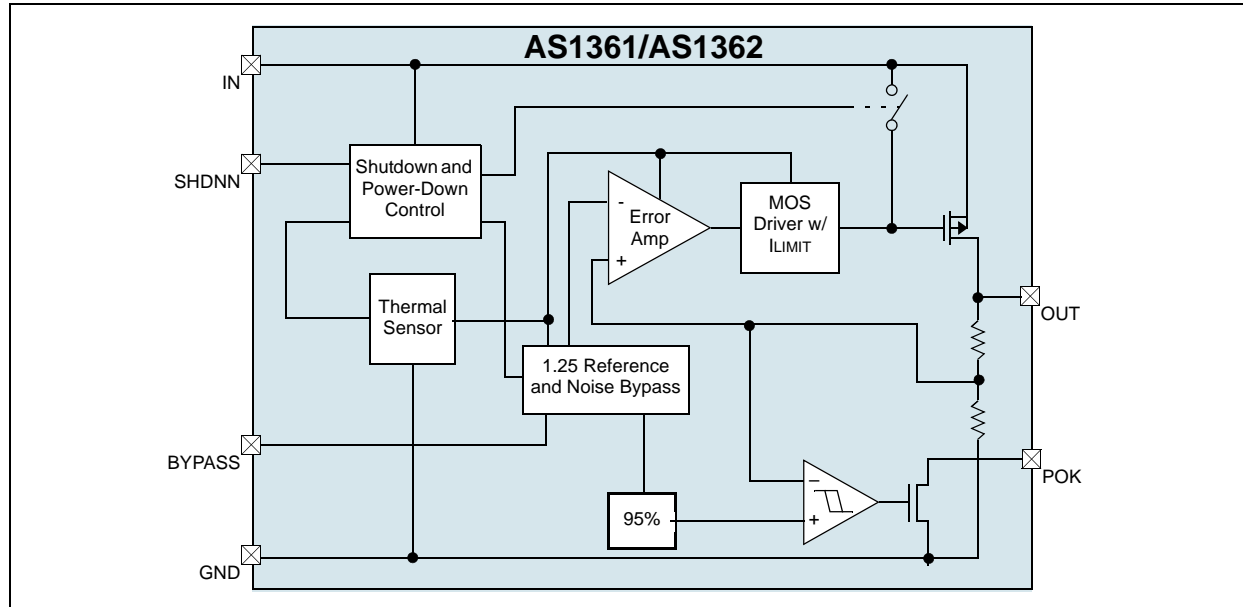 AS1361/AS1362
IN
SHDNN
Shutdown and
Power-Down
Control
-
Error
Amp
+
MOS
Driver w/
ILIMIT
Thermal
Sensor
OUT
1.25 Reference
and Noise Bypass
BYPASS
POK
–
95%
+
GND